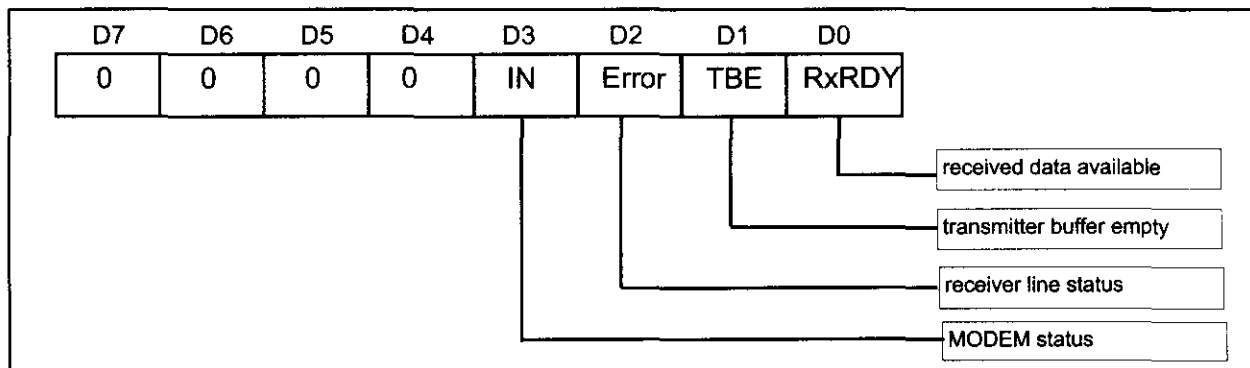 D7 D6 D5 D4 D3 D2 D1 D0
0 0 0 0 IN Error TBE RxRDY
received data available
transmitter buffer empty
receiver line status
MODEM status